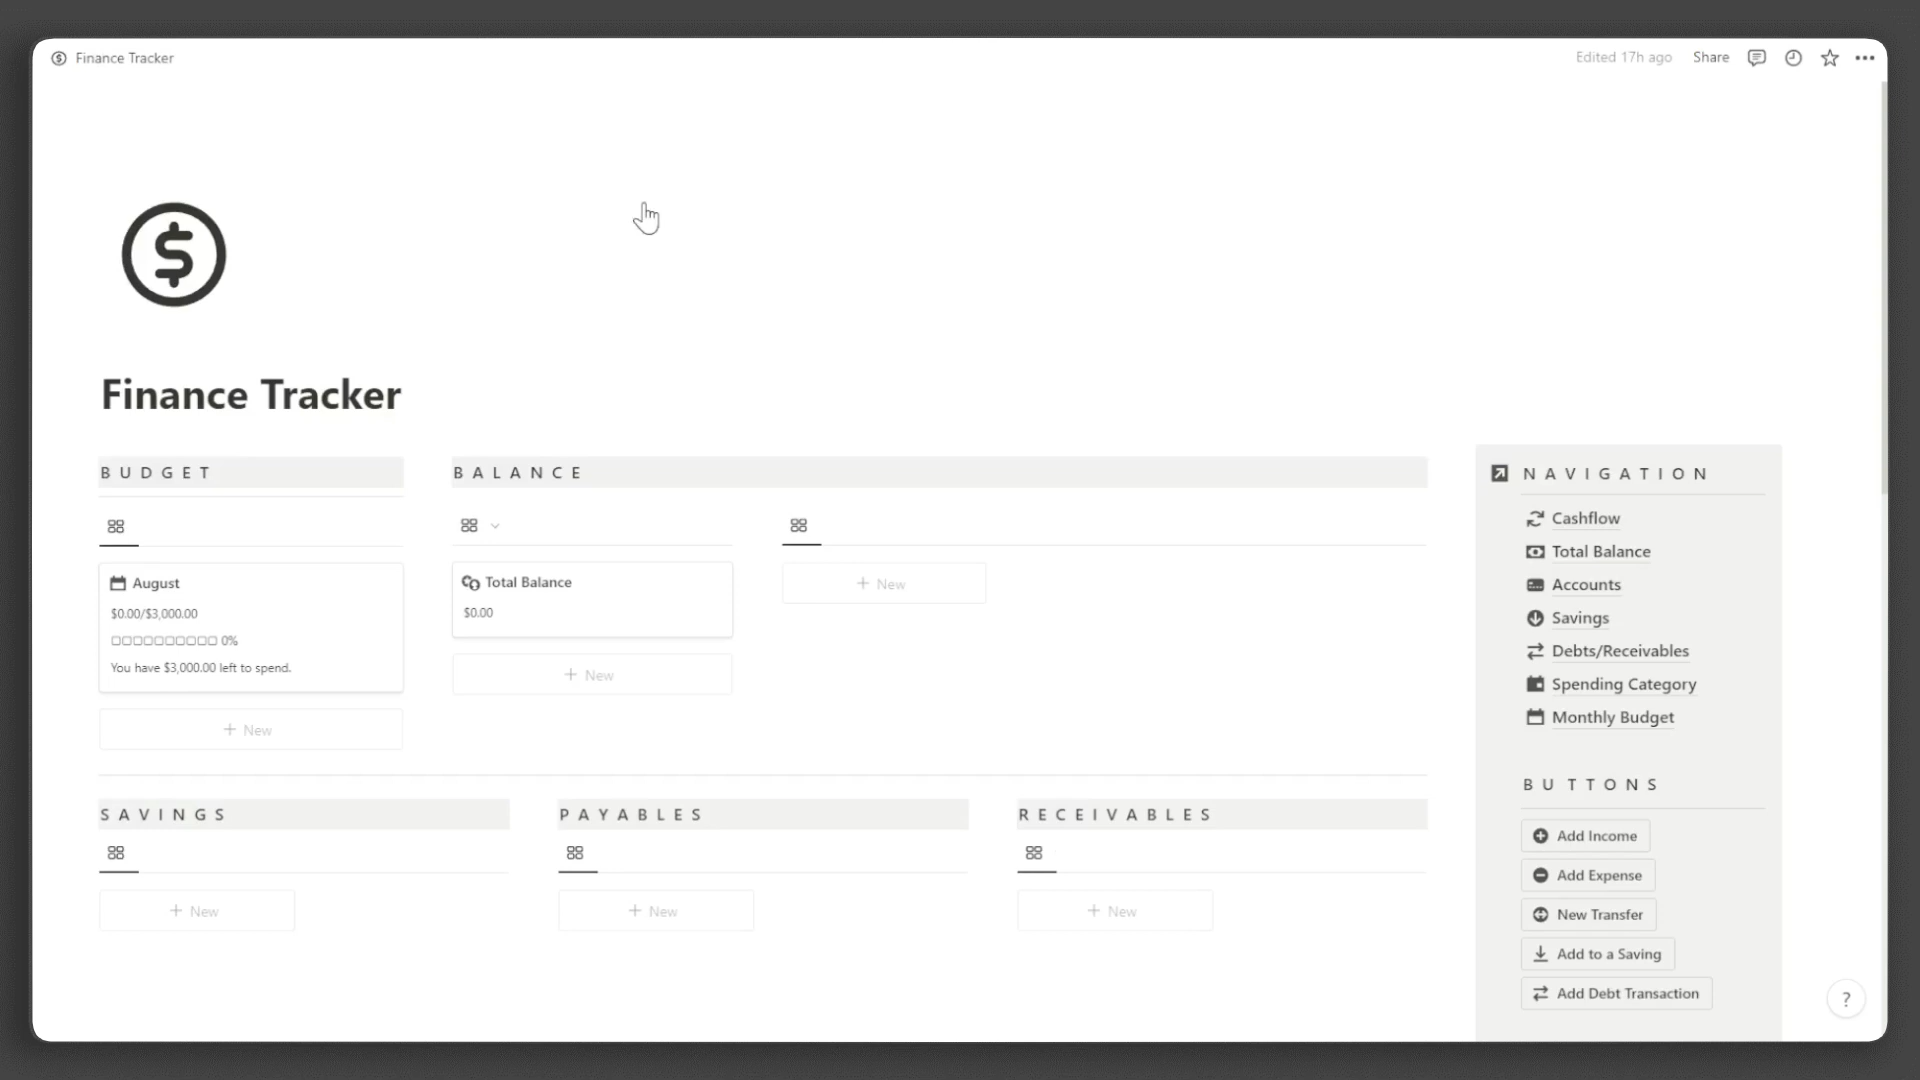 Finance Tracker
Edited 17h ago
Share
Finance Tracker
BUDGET
August
$0.00/$3,000.00
▢▢▢▢▢▢▢▢▢▢ 0%
You have $3,000.00 left to spend.
+ New
BALANCE
Total Balance
$0.00
+ New
+ New
SAVINGS
+ New
PAYABLES
+ New
RECEIVABLES
+ New
NAVIGATION
Cashflow
Total Balance
Accounts
Savings
Debts/Receivables
Spending Category
Monthly Budget
BUTTONS
Add Income
Add Expense
New Transfer
Add to a Saving
Add Debt Transaction
?